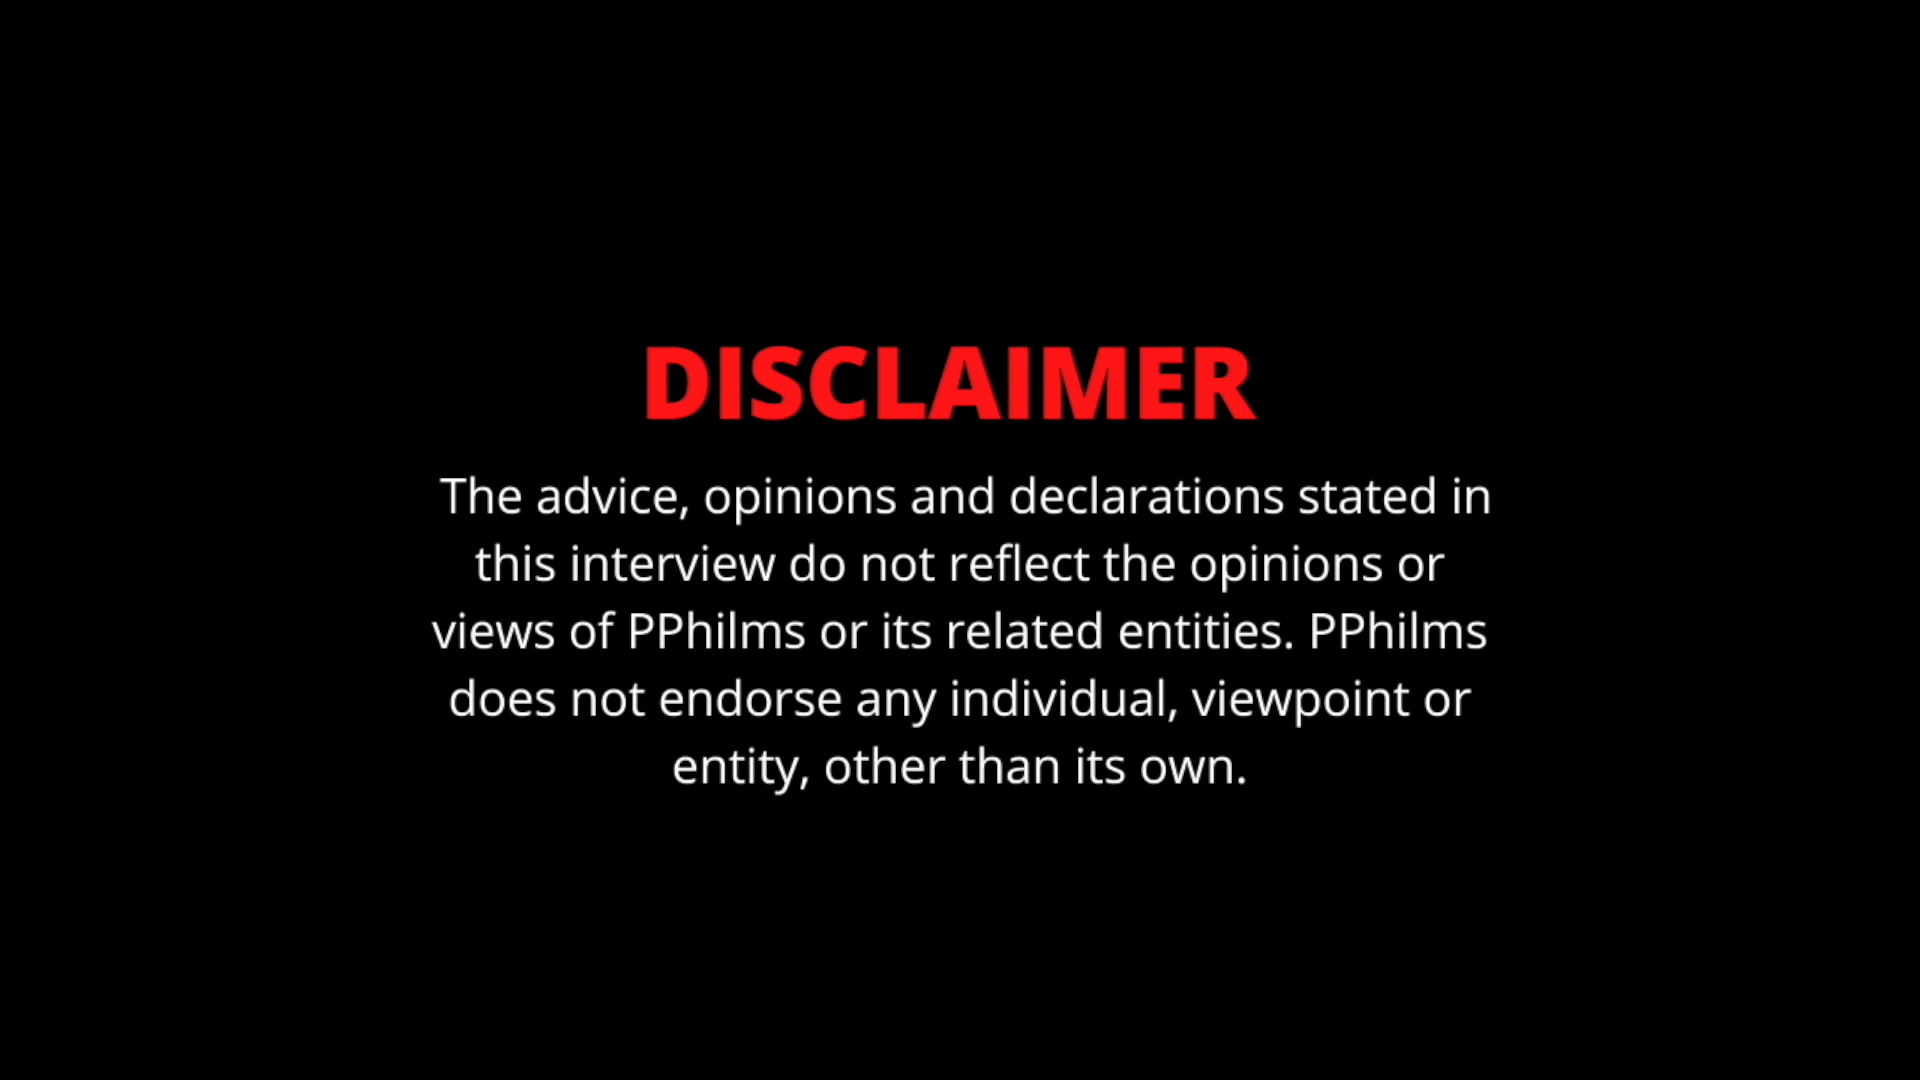 DISCLAIMER
The advice, opinions and declarations stated in
this interview do not reflect the opinions or
views of PPhilms or its related entities. PPhilms
does not endorse any individual, viewpoint or
entity, other than its own.